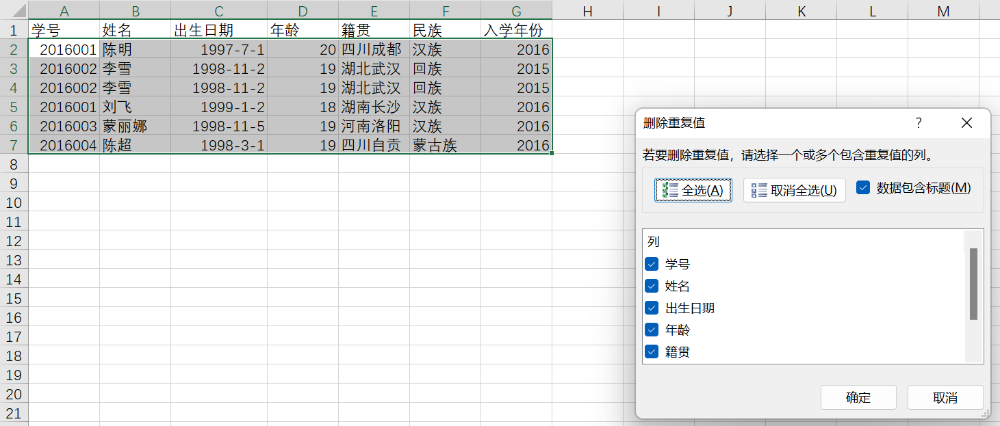 A B C D E F G H I J K L M
1 学号 姓名 出生日期 年龄 籍贯 民族 入学年份
2 2016001 陈明 1997-7-1 20 四川成都 汉族 2016
3 2016002 李雪 1998-11-2 19 湖北武汉 回族 2015
4 2016002 李雪 1998-11-2 19 湖北武汉 回族 2015
5 2016001 刘飞 1999-1-2 18 湖南长沙 汉族 2016
6 2016003 蒙丽娜 1998-11-5 19 河南洛阳 汉族 2016
7 2016004 陈超 1998-3-1 19 四川自贡 蒙古族 2016
8
9
10
11
12
13
14
15
16
17
18
19
20
21
删除重复值 ?
若要删除重复值，请选择一个或多个包含重复值的列。
全选(A) 取消全选(U) 数据包含标题(M)
列
学号
姓名
出生日期
年龄
籍贯
确定 取消